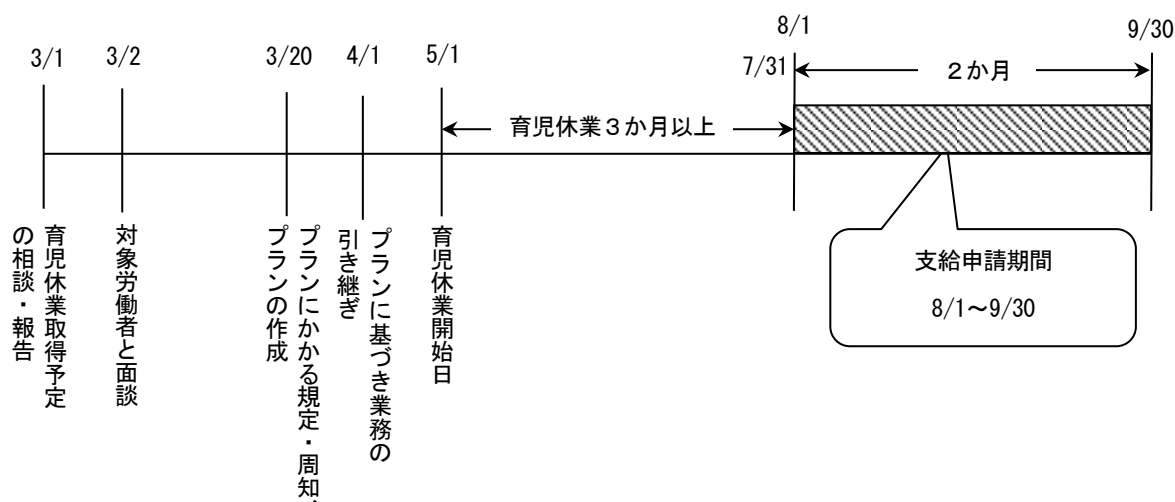 8/1
9/30
3/1
3/2
3/20
4/1
5/1
7/31
2か月
育児休業3か月以上
育児休業取得予定
の相談・報告
対象労働者と面談
プランにかかる規定・周知、
プランの作成
プランに基づき業務の
引き継ぎ
育児休業開始日
支給申請期間
8/1~9/30